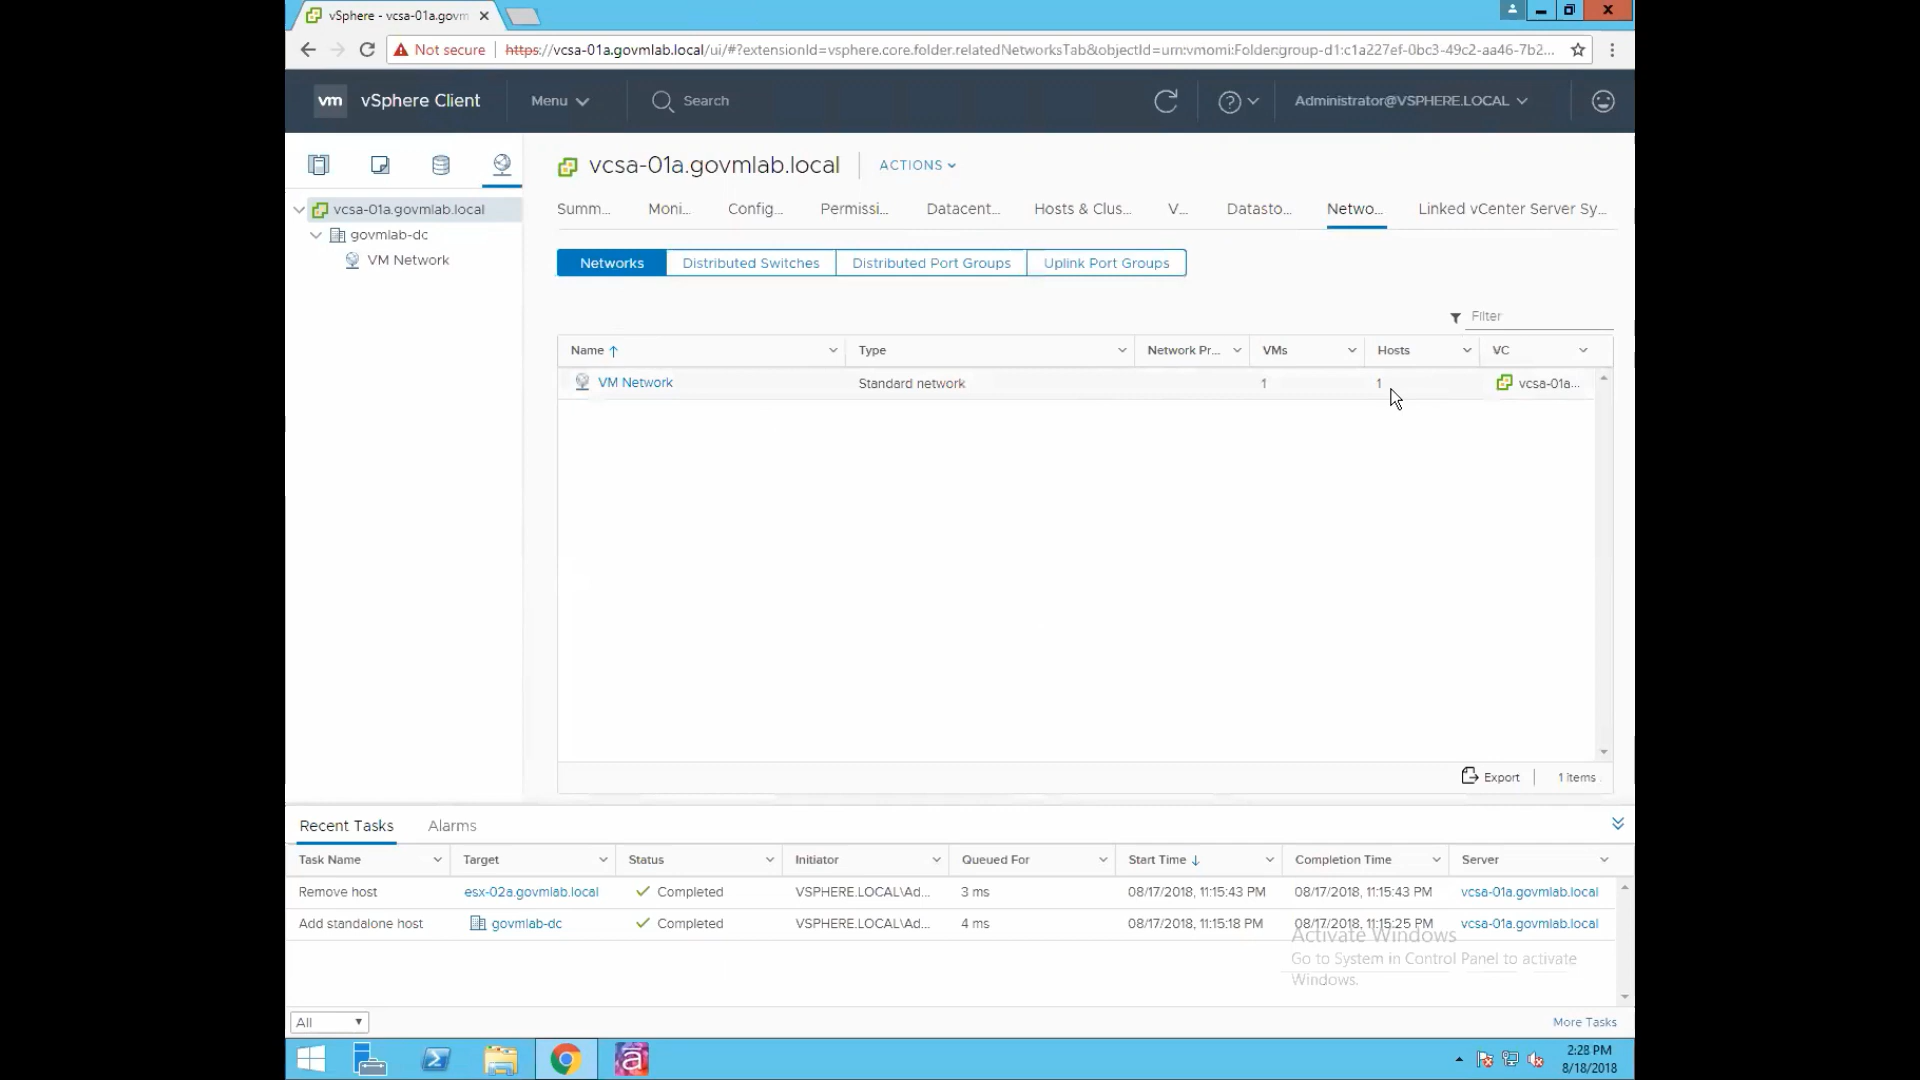 vSphere - vcsa-01a.govm
Not secure
https://vcsa-01a.govmlab.local/ui/#?extensionId=vsphere.core.folder.relatedNetworksTab&objectId=urn:vmomi:Folder:group-d1:c1a227ef-0bc3-49c2-aa46-7b2...
vm vSphere Client
Menu
Search
Administrator@VSPHERE.LOCAL
vcsa-01a.govmlab.local
govmlab-dc
VM Network
vcsa-01a.govmlab.local
ACTIONS
Summ... Moni... Config... Permissi... Datacent... Hosts & Clus... V... Datasto... Netwo... Linked vCenter Server Sy...
Networks Distributed Switches Distributed Port Groups Uplink Port Groups
Filter
Name Type Network Pr... VMs Hosts VC
VM Network Standard network 1 1 vcsa-01a...
Export 1 items
Recent Tasks Alarms
Task Name Target Status Initiator Queued For Start Time Completion Time Server
Remove host esx-02a.govmlab.local Completed VSPHERE.LOCAL\Ad... 3 ms 08/17/2018, 11:15:43 PM 08/17/2018, 11:15:43 PM vcsa-01a.govmlab.local
Add standalone host govmlab-dc Completed VSPHERE.LOCAL\Ad... 4 ms 08/17/2018, 11:15:18 PM 08/17/2018, 11:15:25 PM vcsa-01a.govmlab.local
Activate Windows
Go to System in Control Panel to activate
Windows.
All
More Tasks
2:28 PM
8/18/2018